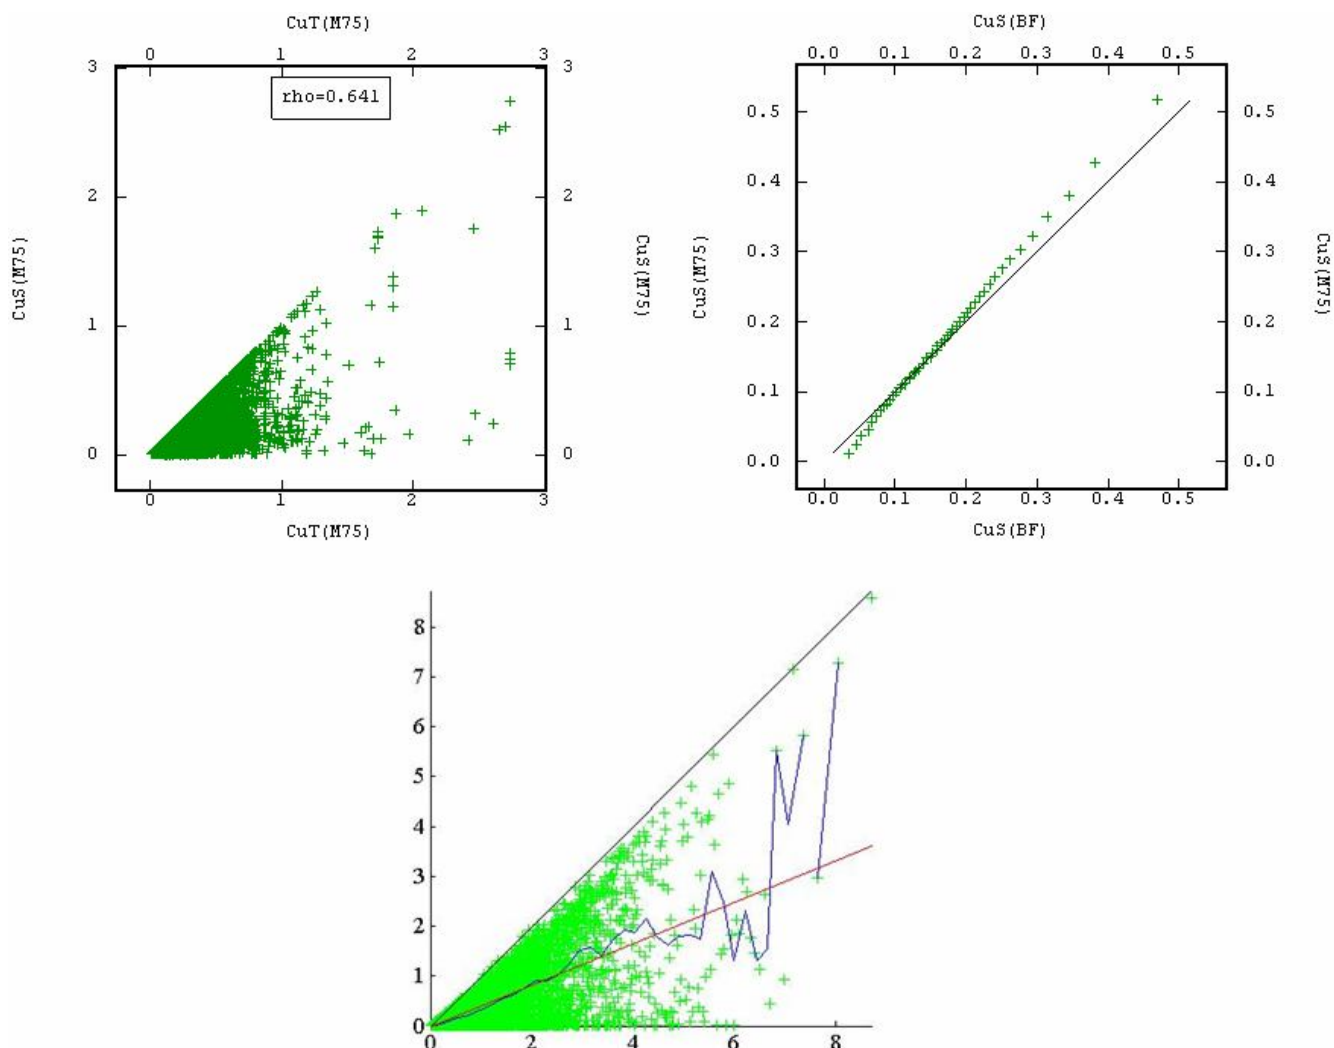 CuT(M75)
0 1 2 3
3 3
rho=0.641
2 2
CuS(M75)
CuS(M75)
1 1
0 0
0 1 2 3
CuT(M75)
CuS(BF)
0.0 0.1 0.2 0.3 0.4 0.5
0.5 0.5
0.4 0.4
0.3 0.3
CuS(M75)
CuS(M75)
0.2 0.2
0.1 0.1
0.0 0.0
0.0 0.1 0.2 0.3 0.4 0.5
CuS(BF)
8
7
6
5
4
3
2
1
0
0 2 4 6 8